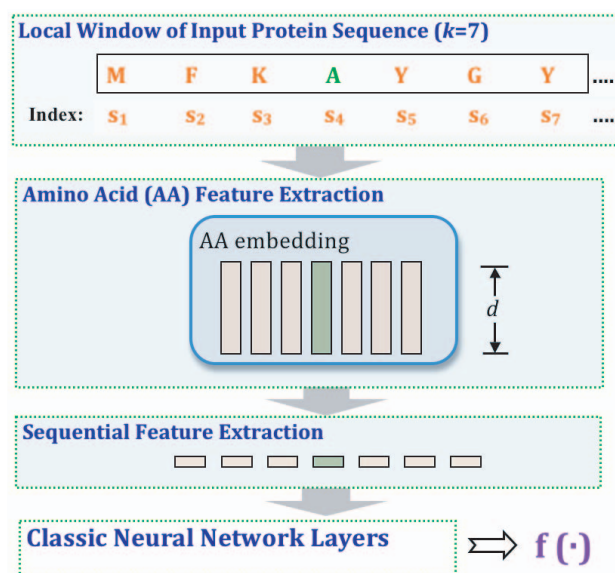 Local Window of Input Protein Sequence (k=7)
M F K A Y G Y ....
Index: s₁ s₂ s₃ s₄ s₅ s₆ s₇ ....
Amino Acid (AA) Feature Extraction
AA embedding
d
Sequential Feature Extraction
Classic Neural Network Layers
f (·)